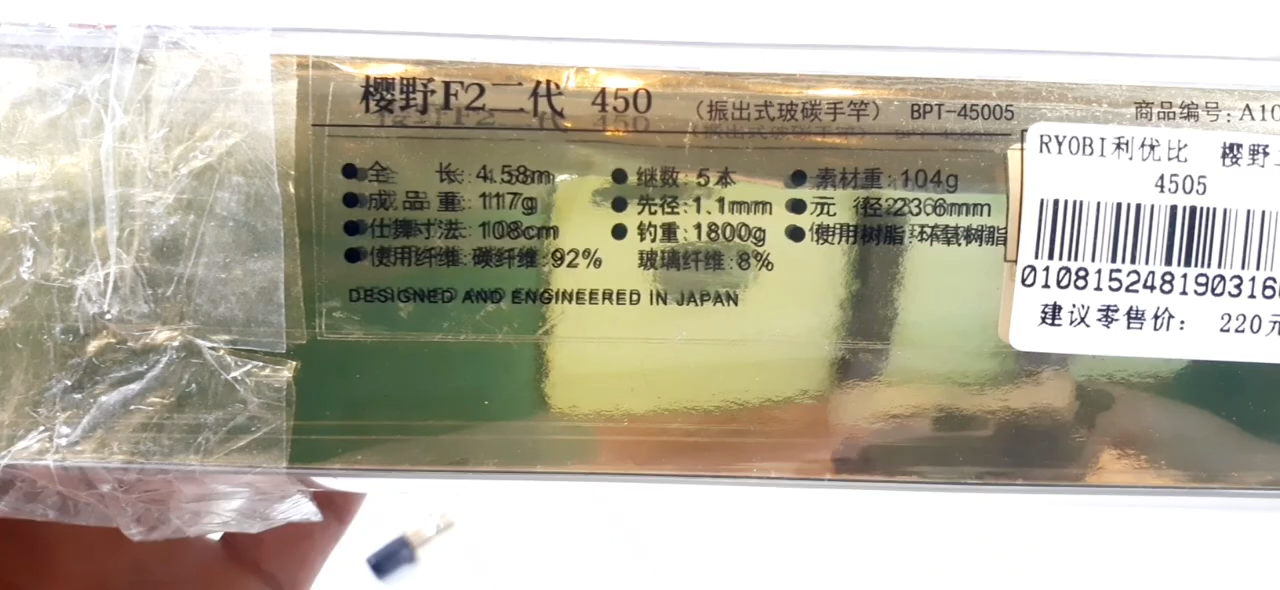 樱野F2二代 450 （振出式玻碳手竿） BPT-45005 商品编号: A10
●全 长: 4.58m ●继数: 5本 ●素材重: 104g
●成品重: 117g ●先径: 1.1mm ●元 径: 23.6mm
●仕舞寸法: 108cm ●钓重: 1800g ●使用树脂: 环氧树脂
●使用纤维: 碳纤维: 92% 玻璃纤维: 8%
DESIGNED AND ENGINEERED IN JAPAN
RYOBI利优比 樱野
4505
0108152481903160
建议零售价: 220元